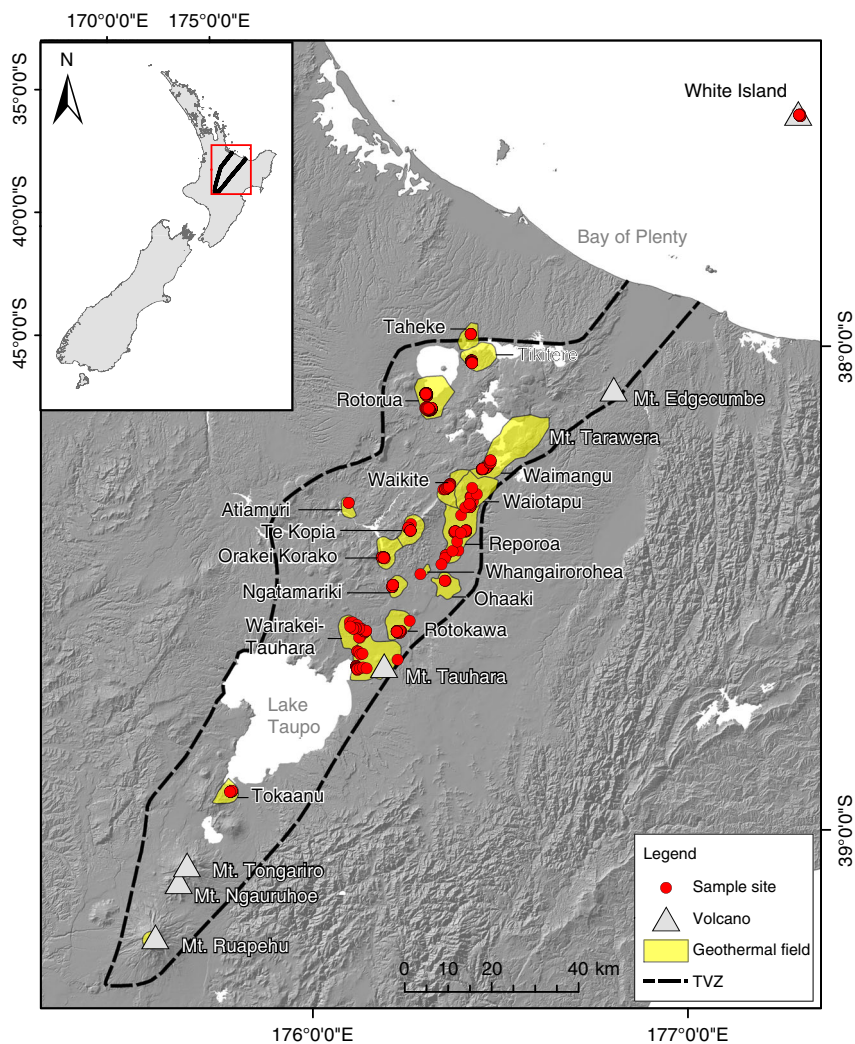 170°0'0"E
175°0'0"E
N
35°0'0"S
40°0'0"S
45°0'0"S
White Island
Bay of Plenty
38°0'0"S
Taheke
Tikitere
Rotorua
Mt. Edgecumbe
Mt. Tarawera
Waikite
Waimangu
Atiamuri
Waiotapu
Te Kopia
Orakei Korako
Reporoa
Whangairorohea
Ngatamariki
Ohaaki
Wairakei-
Tauhara
Rotokawa
Mt. Tauhara
Lake
Taupo
Tokaanu
39°0'0"S
Mt. Tongariro
Mt. Ngauruhoe
Mt. Ruapehu
0 10 20 40 km
Legend
Sample site
Volcano
Geothermal field
TVZ
176°0'0"E
177°0'0"E